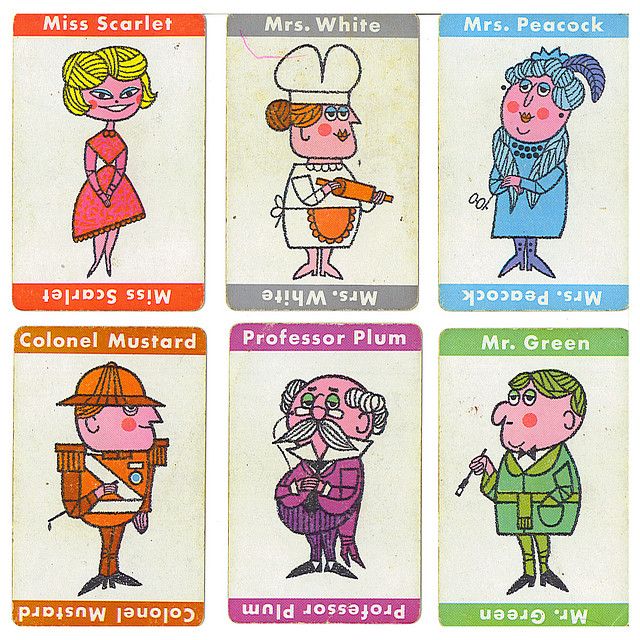 Miss Scarlet
Mrs. White
Mrs. Peacock
Miss Scarlet
Mrs. White
Mrs. Peacock
Colonel Mustard
Professor Plum
Mr. Green
Colonel Mustard
Professor Plum
Mr. Green